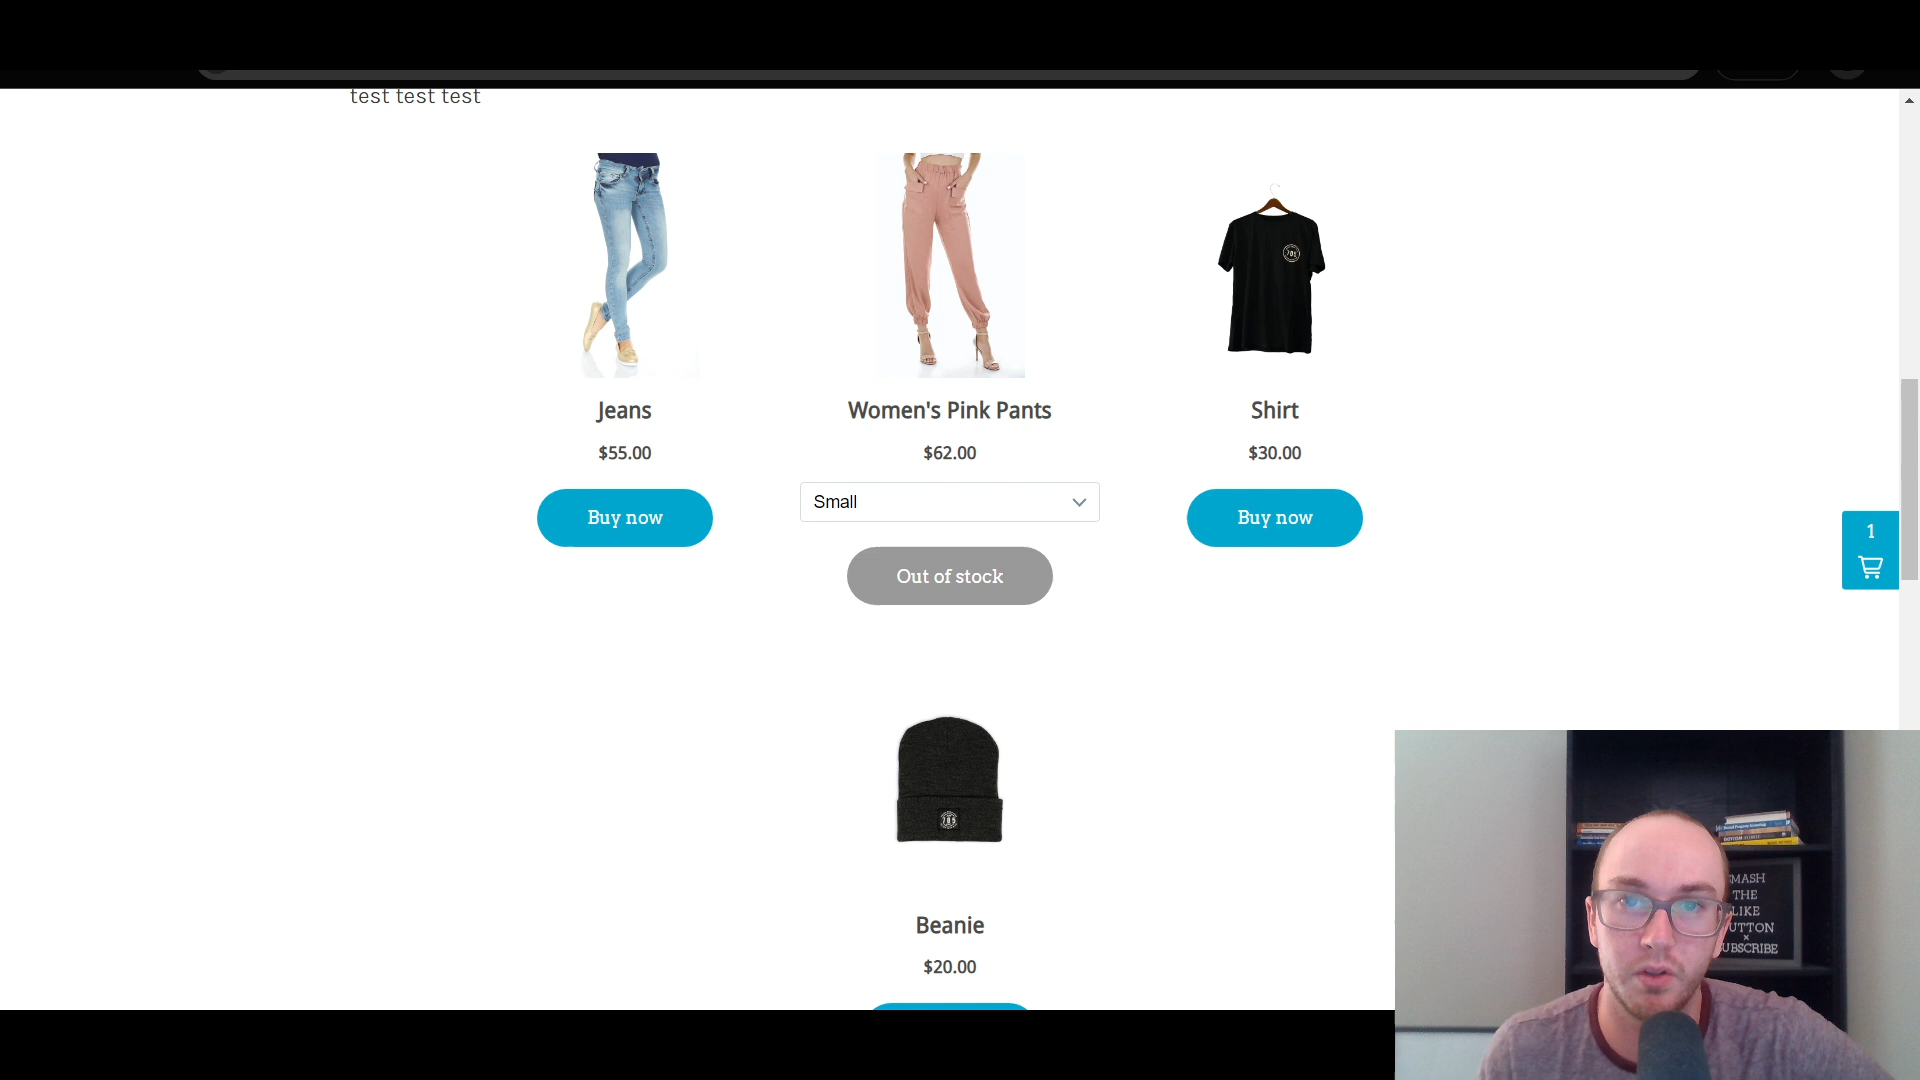 test test test
Jeans
Women's Pink Pants
Shirt
$55.00
$62.00
$30.00
Small
Buy now
Buy now
1
Out of stock
705
Beanie
$20.00
MASH
THE
LIKE
UTTON
×
UBSCRIBE